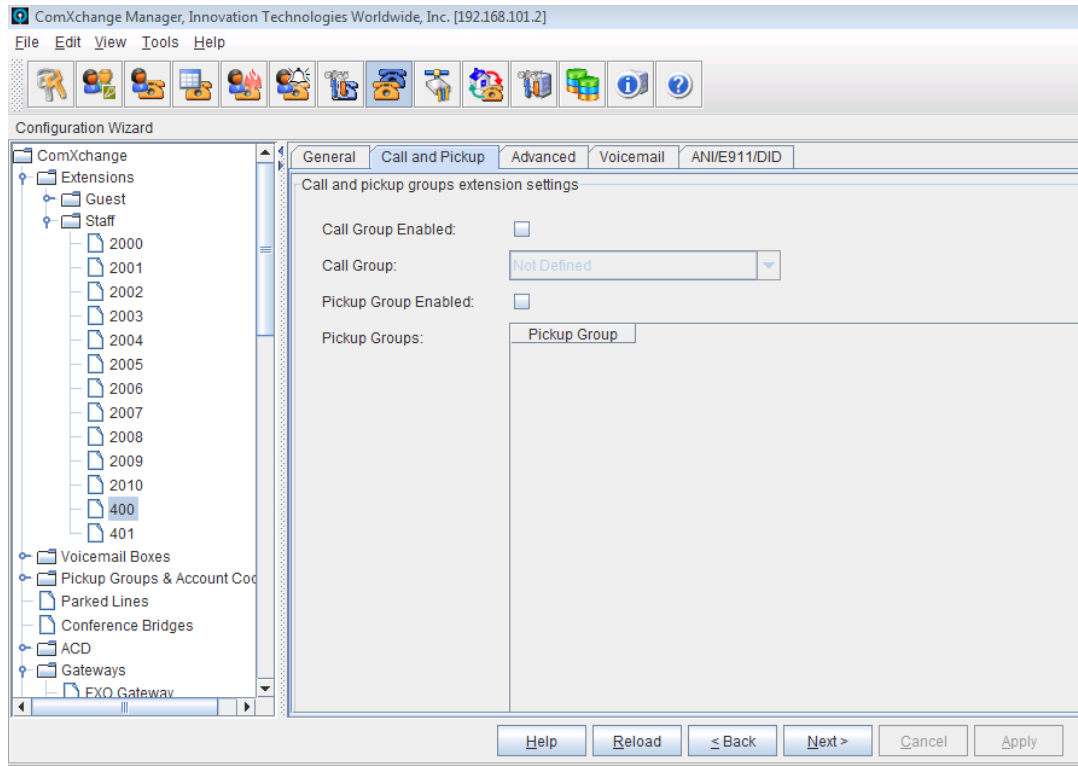 ComXchange Manager, Innovation Technologies Worldwide, Inc. [192.168.101.2]
File Edit View Tools Help
Configuration Wizard
ComXchange
Extensions
Guest
Staff
2000
2001
2002
2003
2004
2005
2006
2007
2008
2009
2010
400
401
Voicemail Boxes
Pickup Groups & Account Coc
Parked Lines
Conference Bridges
ACD
Gateways
FXO Gateway
General Call and Pickup Advanced Voicemail ANI/E911/DID
Call and pickup groups extension settings
Call Group Enabled:
Call Group: Not Defined
Pickup Group Enabled:
Pickup Groups: Pickup Group
Help Reload < Back Next > Cancel Apply